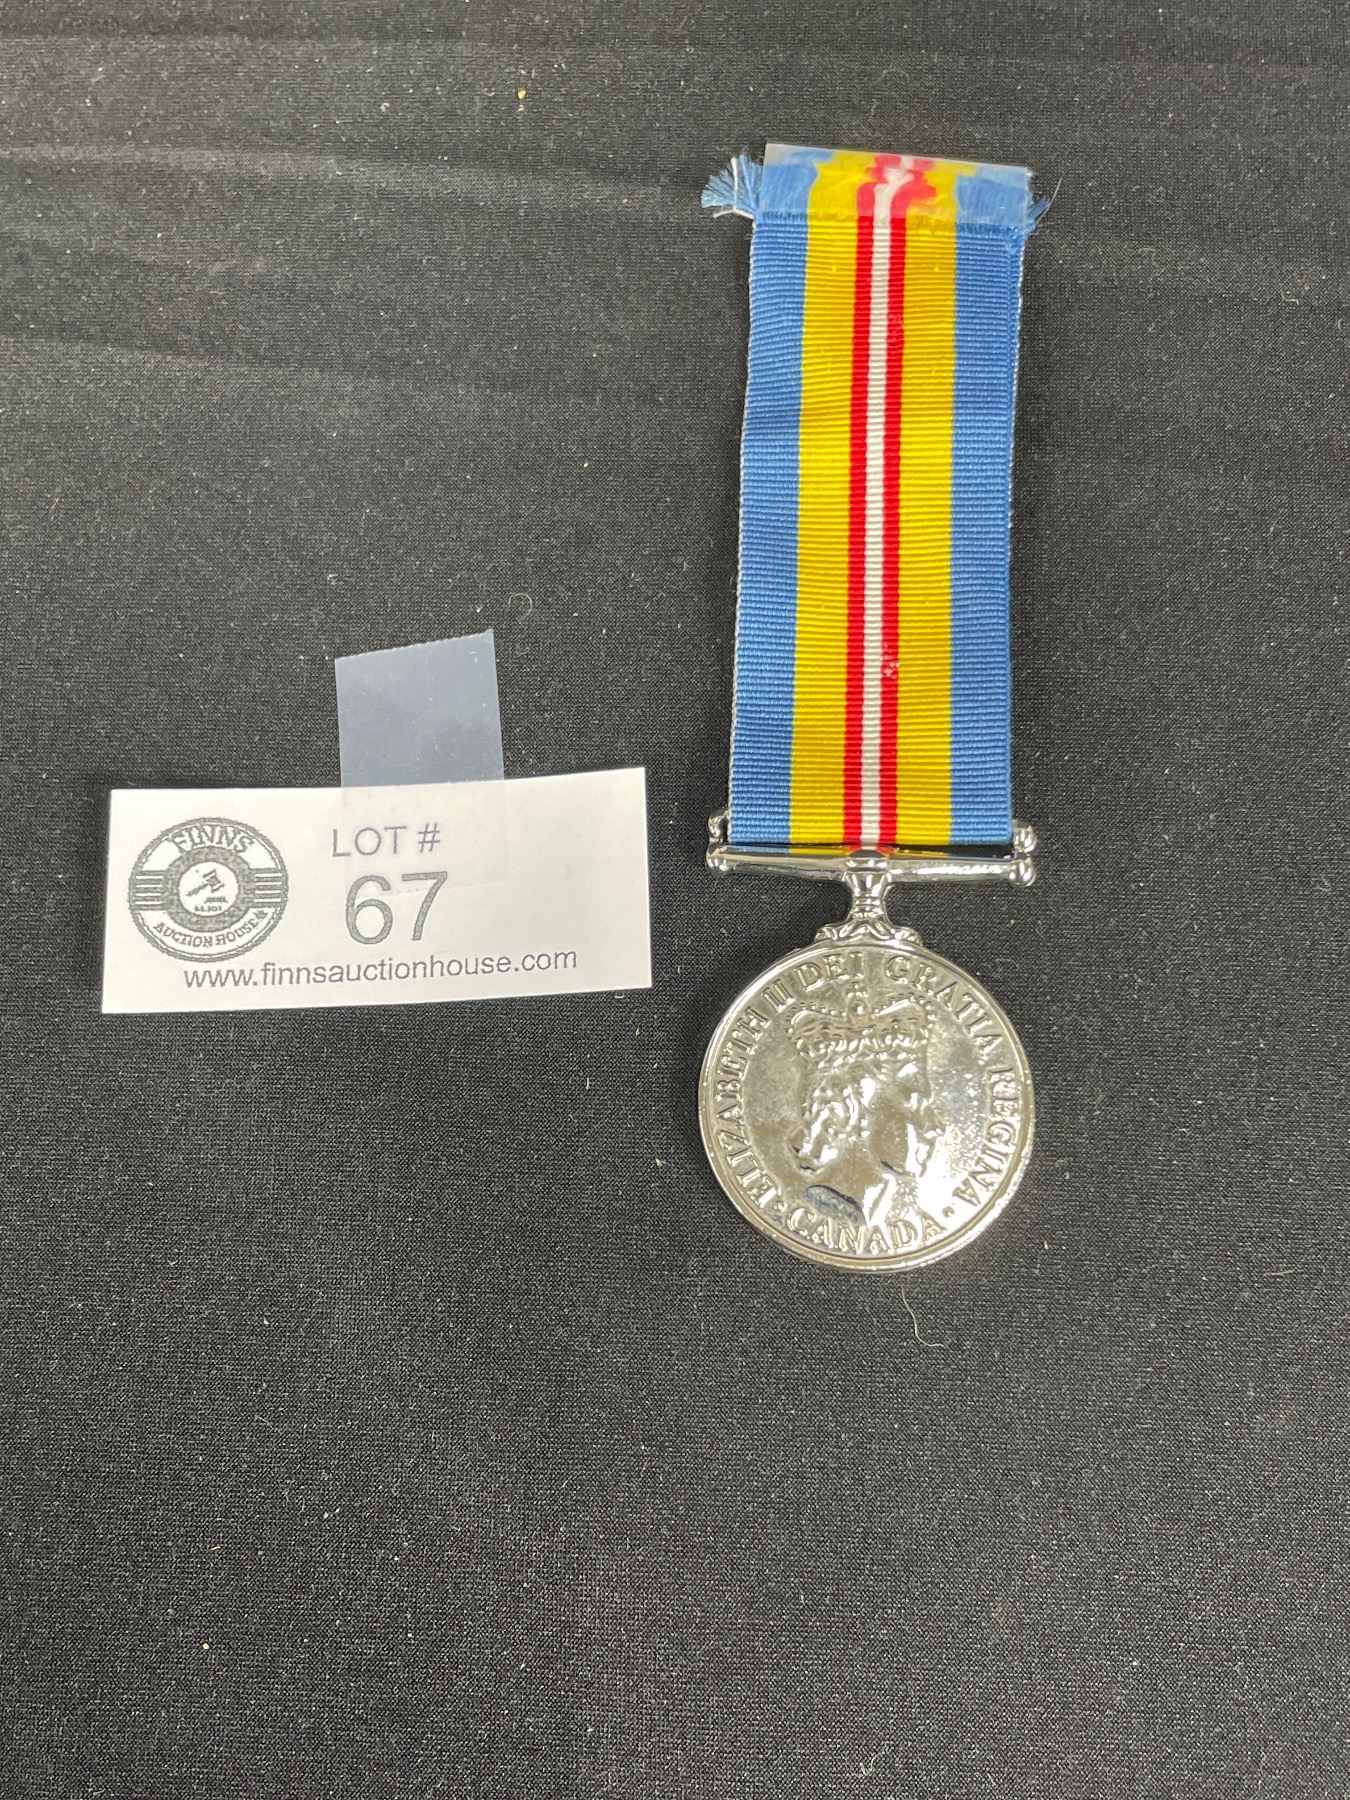 FINNS
AUCTION HOUSE
LOT #
67
www.finnsauctionhouse.com
ELIZABETH II DEI GRATIA REGINA
CANADA